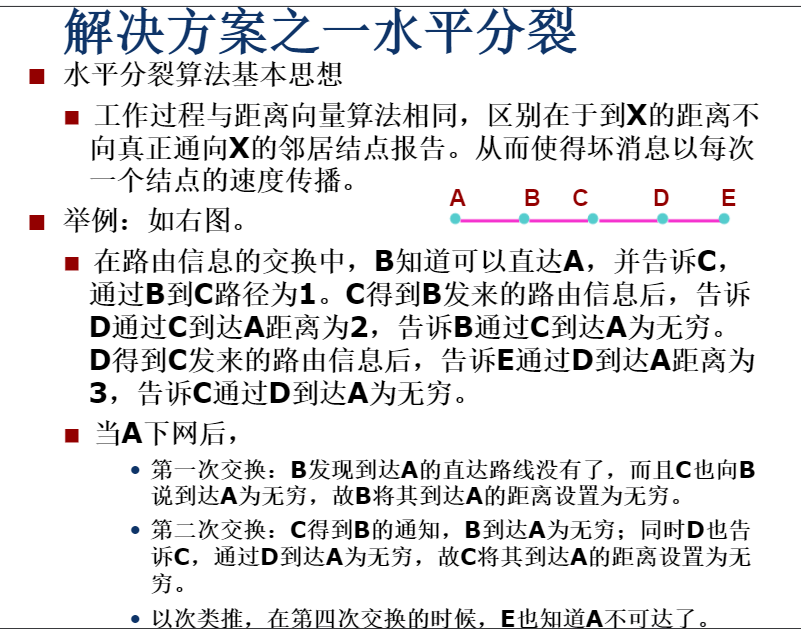 解决方案之一水平分裂
水平分裂算法基本思想
工作过程与距离向量算法相同，区别在于到X的距离不
向真正通向X的邻居结点报告。从而使得坏消息以每次
一个结点的速度传播。
A B C D E
举例：如右图。
在路由信息的交换中，B知道可以直达A，并告诉C，
通过B到C路径为1。C得到B发来的路由信息后，告诉
D通过C到达A距离为2，告诉B通过C到达A为无穷。
D得到C发来的路由信息后，告诉E通过D到达A距离为
3，告诉C通过D到达A为无穷。
当A下网后，
第一次交换：B发现到达A的直达路线没有了，而且C也向B
说到达A为无穷，故B将其到达A的距离设置为无穷。
第二次交换：C得到B的通知，B到达A为无穷；同时D也告
诉C，通过D到达A为无穷，故C将其到达A的距离设置为无
穷。
以次类推，在第四次交换的时候，E也知道A不可达了。